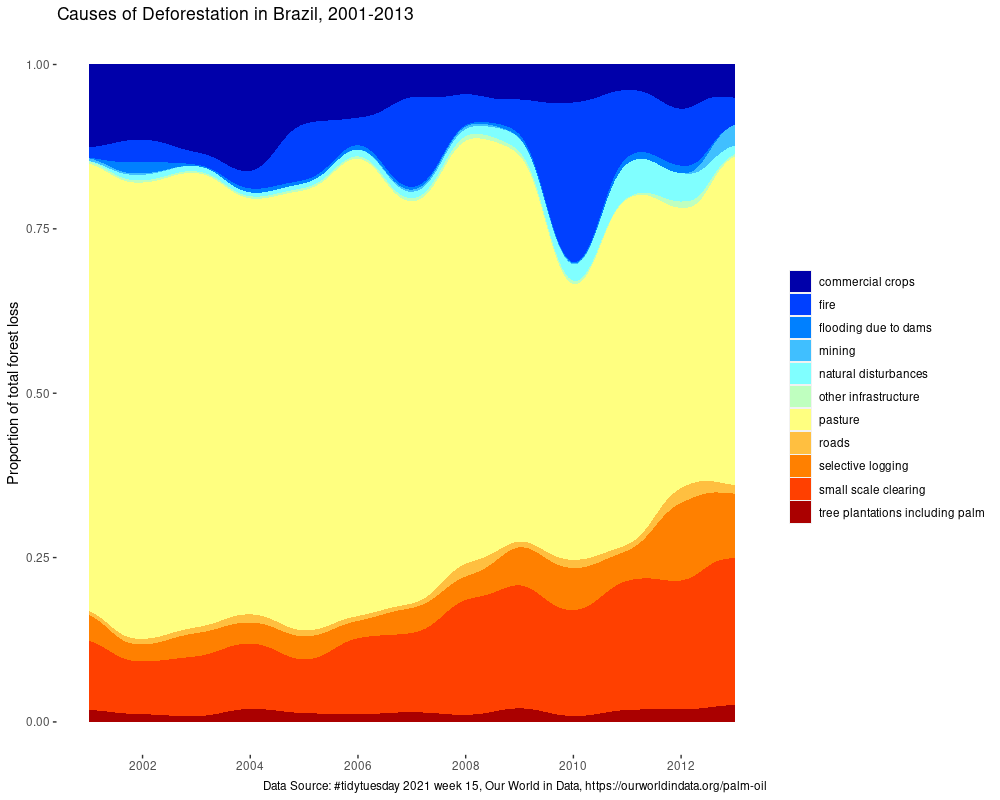 Causes of Deforestation in Brazil, 2001-2013
Proportion of total forest loss
1.00
0.75
0.50
0.25
0.00
2002
2004
2006
2008
2010
2012
commercial crops
fire
flooding due to dams
mining
natural disturbances
other infrastructure
pasture
roads
selective logging
small scale clearing
tree plantations including palm
Data Source: #tidytuesday 2021 week 15, Our World in Data, https://ourworldindata.org/palm-oil